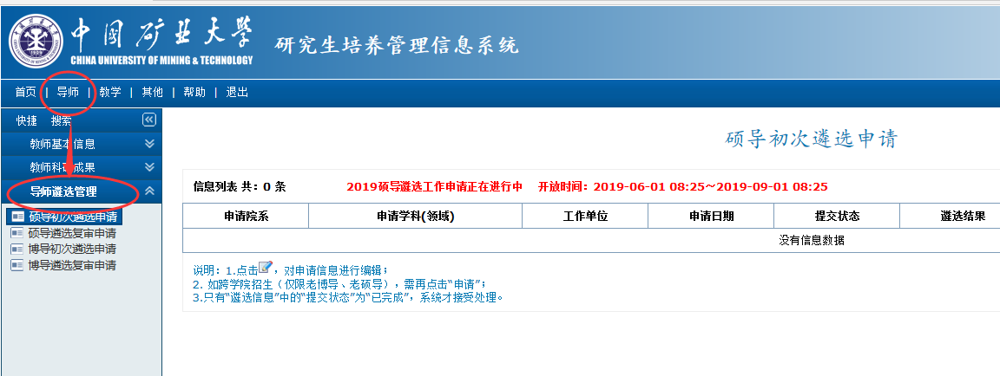 中国矿业大学
CHINA UNIVERSITY OF MINING & TECHNOLOGY
1909
研究生培养管理信息系统
首页 | 导师 | 教学 | 其他 | 帮助 | 退出
快捷 搜索
教师基本信息
教师科研成果
导师遴选管理
硕导初次遴选申请
硕导遴选复审申请
博导初次遴选申请
博导遴选复审申请
硕导初次遴选申请
信息列表 共：0 条 2019硕导遴选工作申请正在进行中 开放时间：2019-06-01 08:25～2019-09-01 08:25
申请院系 申请学科(领域) 工作单位 申请日期 提交状态 遴选结果
没有信息数据
说明：1.点击，对申请信息进行编辑；
2. 如跨学院招生（仅限老博导、老硕导），需再点击“申请”；
3.只有“遴选信息”中的“提交状态”为“已完成”，系统才接受处理。